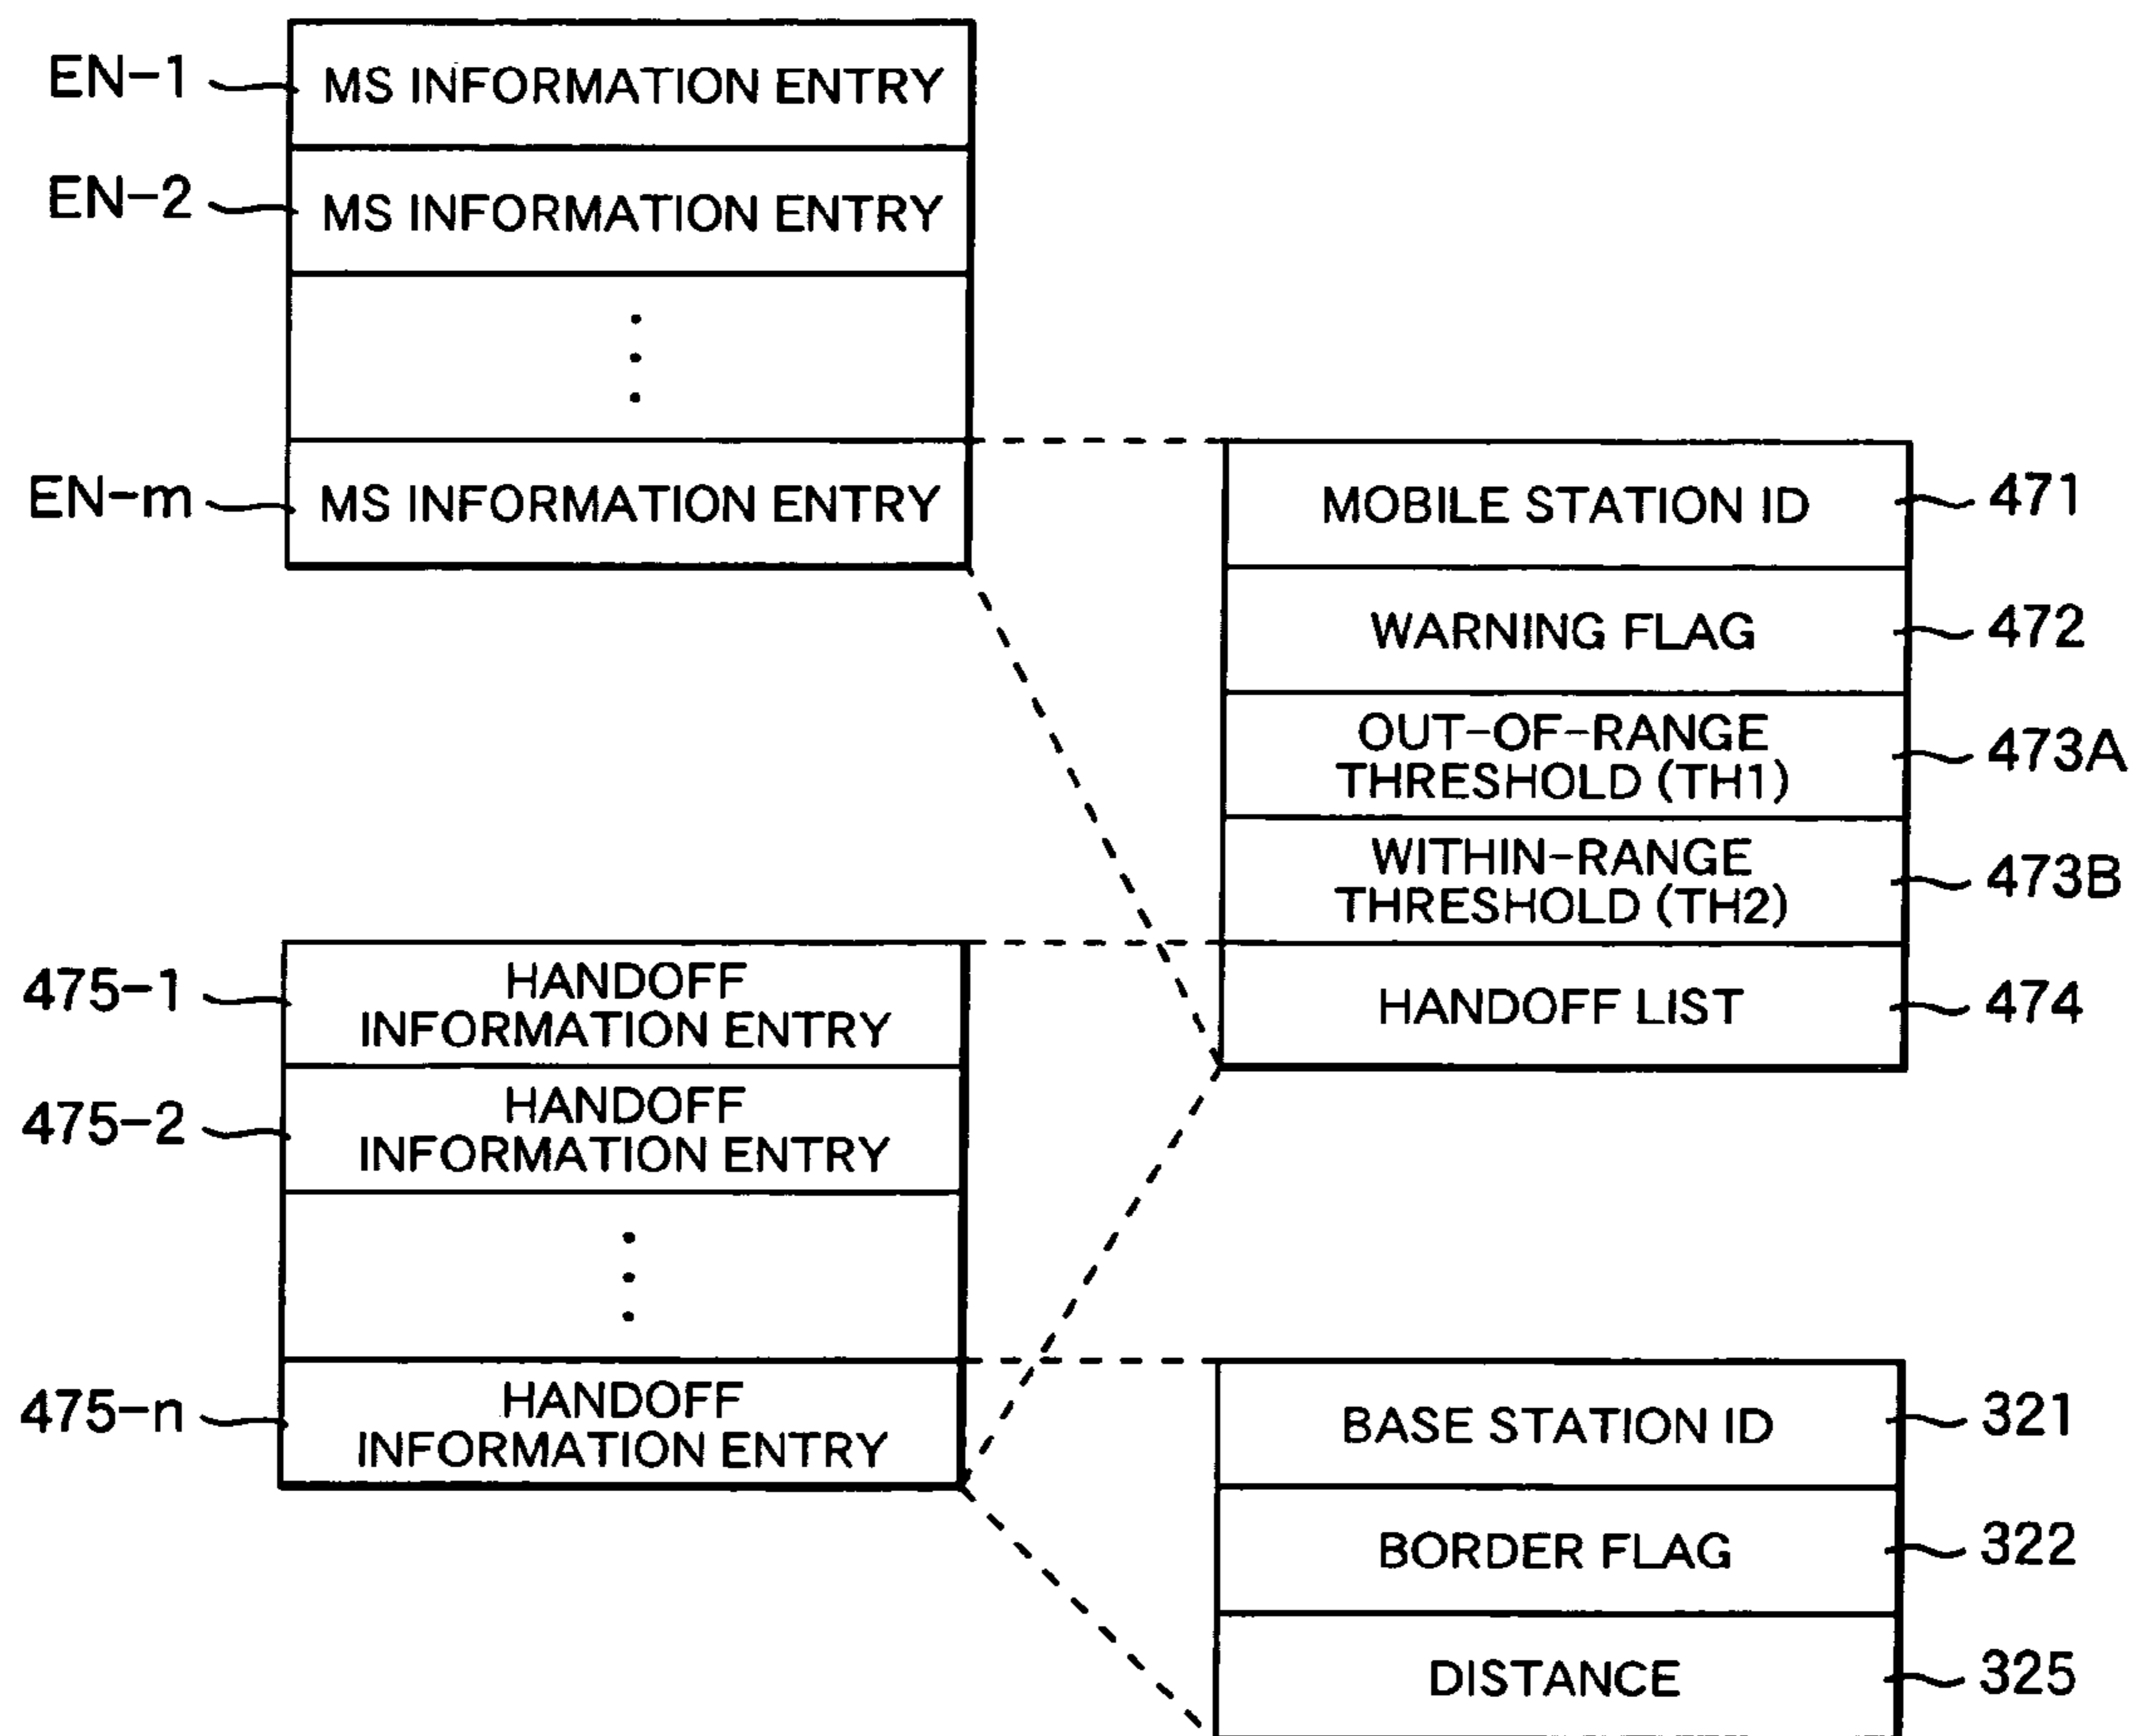 EN-1 MS INFORMATION ENTRY
EN-2 MS INFORMATION ENTRY
EN-m MS INFORMATION ENTRY
MOBILE STATION ID 471
WARNING FLAG 472
OUT-OF-RANGE
THRESHOLD (TH1) 473A
WITHIN-RANGE
THRESHOLD (TH2) 473B
HANDOFF LIST 474
475-1 HANDOFF
INFORMATION ENTRY
475-2 HANDOFF
INFORMATION ENTRY
475-n HANDOFF
INFORMATION ENTRY
BASE STATION ID 321
BORDER FLAG 322
DISTANCE 325